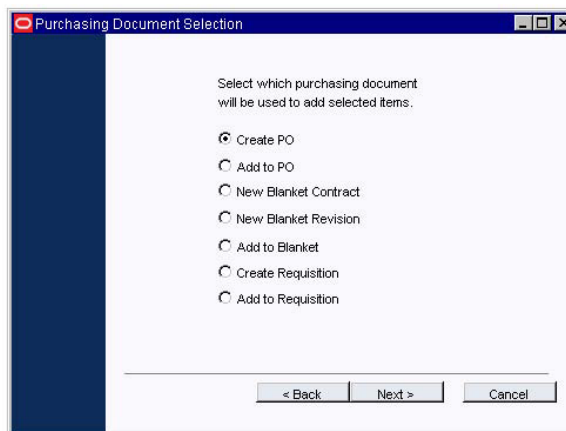 Purchasing Document Selection
Select which purchasing document
will be used to add selected items.
Create PO
Add to PO
New Blanket Contract
New Blanket Revision
Add to Blanket
Create Requisition
Add to Requisition
< Back Next > Cancel